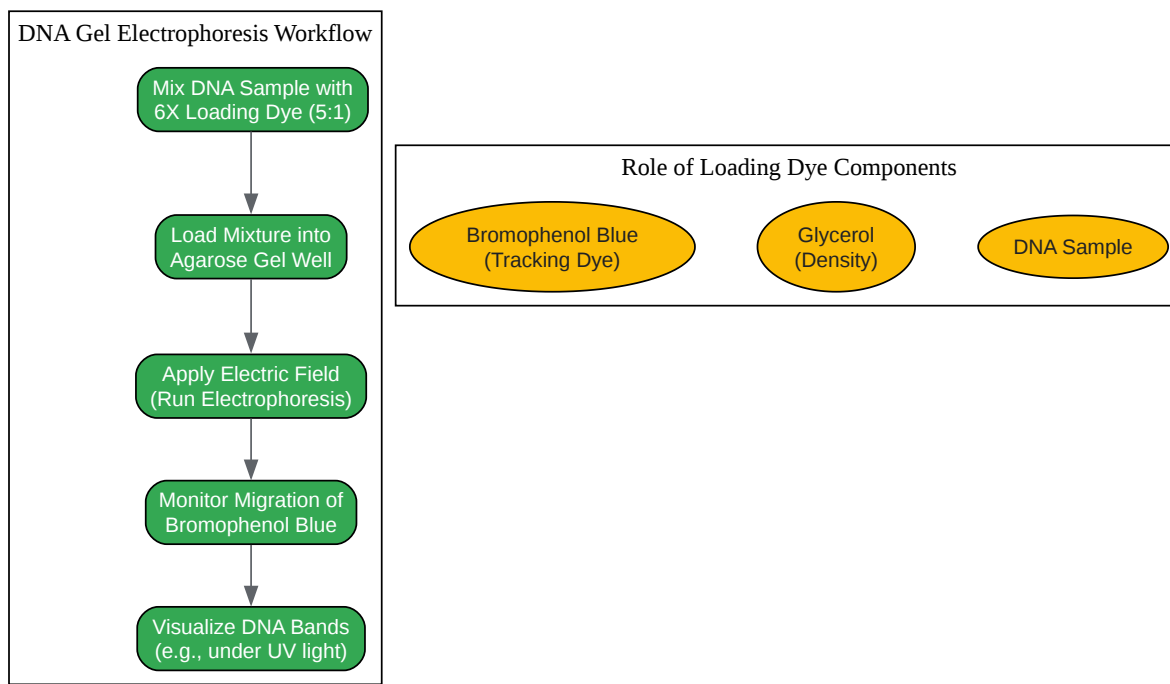 DNA Gel Electrophoresis Workflow
Mix DNA Sample with
6X Loading Dye (5:1)
Load Mixture into
Agarose Gel Well
Apply Electric Field
(Run Electrophoresis)
Monitor Migration of
Bromophenol Blue
Visualize DNA Bands
(e.g., under UV light)
Role of Loading Dye Components
Bromophenol Blue
(Tracking Dye)
Glycerol
(Density)
DNA Sample